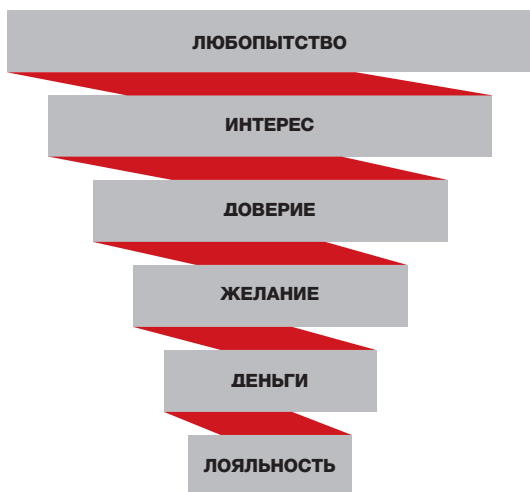 ЛЮБОПЫТСТВО
ИНТЕРЕС
ДОВЕРИЕ
ЖЕЛАНИЕ
ДЕНЬГИ
ЛОЯЛЬНОСТЬ